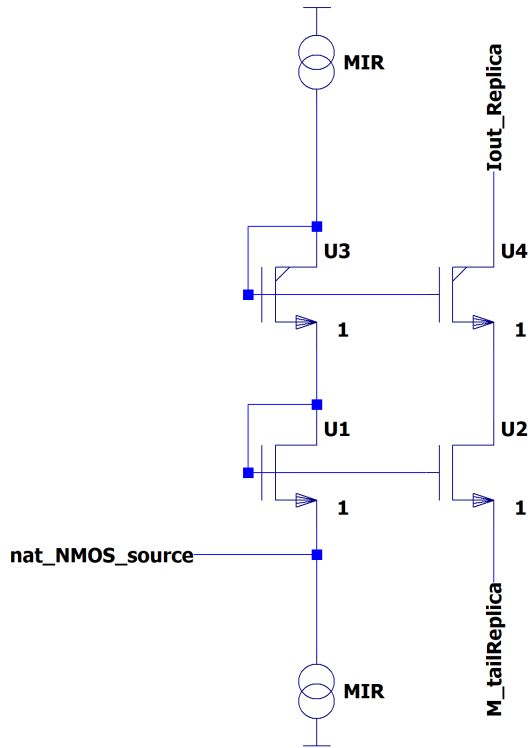 MIR
Iout_Replica
U3
U4
1
1
U1
U2
1
1
nat_NMOS_source
M_tailReplica
MIR